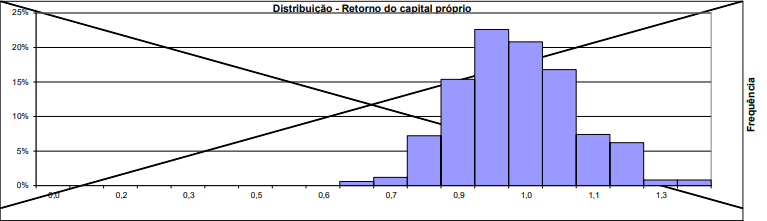 Distribuição - Retorno do capital próprio
25%
20%
15%
10%
5%
0%
0,0 0,2 0,3 0,5 0,6 0,7 0,9 1,0 1,1 1,3
Frequência